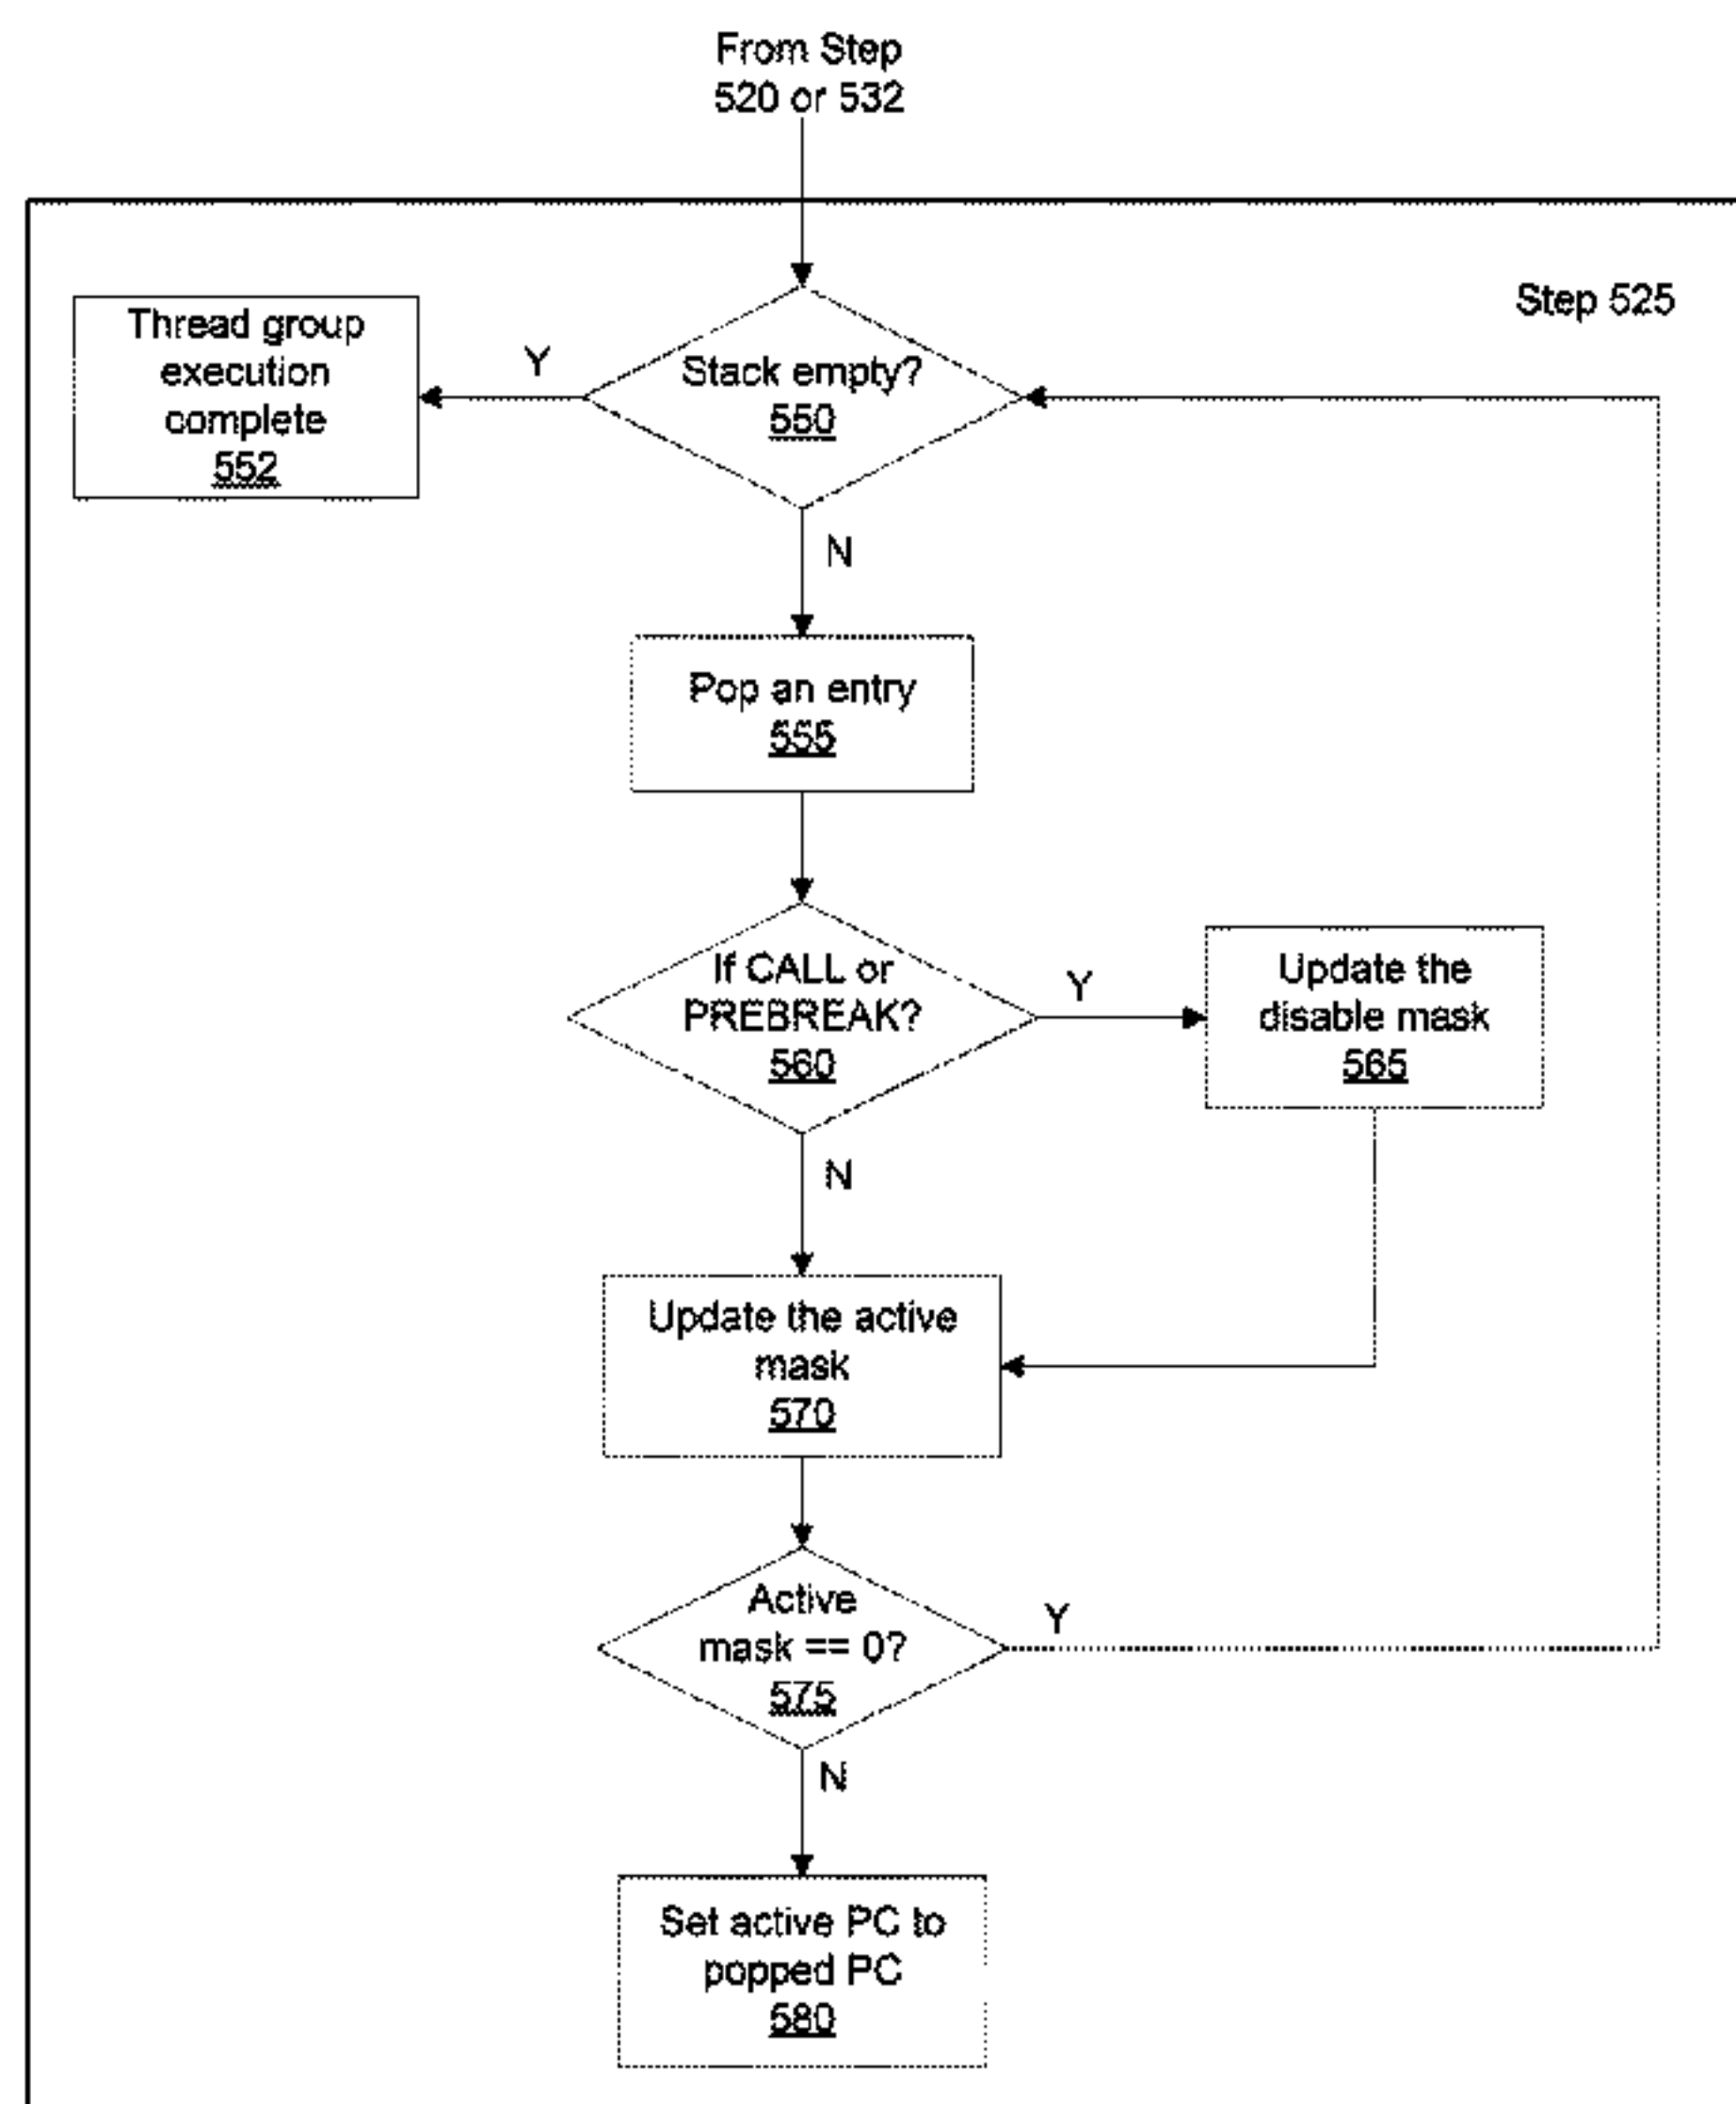 From Step
520 or 532
Step 525
Thread group
execution
complete
552
Y
Stack empty?
550
N
Pop an entry
555
If CALL or
PREBREAK?
560
Y
Update the
disable mask
565
N
Update the active
mask
570
Active
mask == 0?
575
Y
N
Set active PC to
popped PC
580